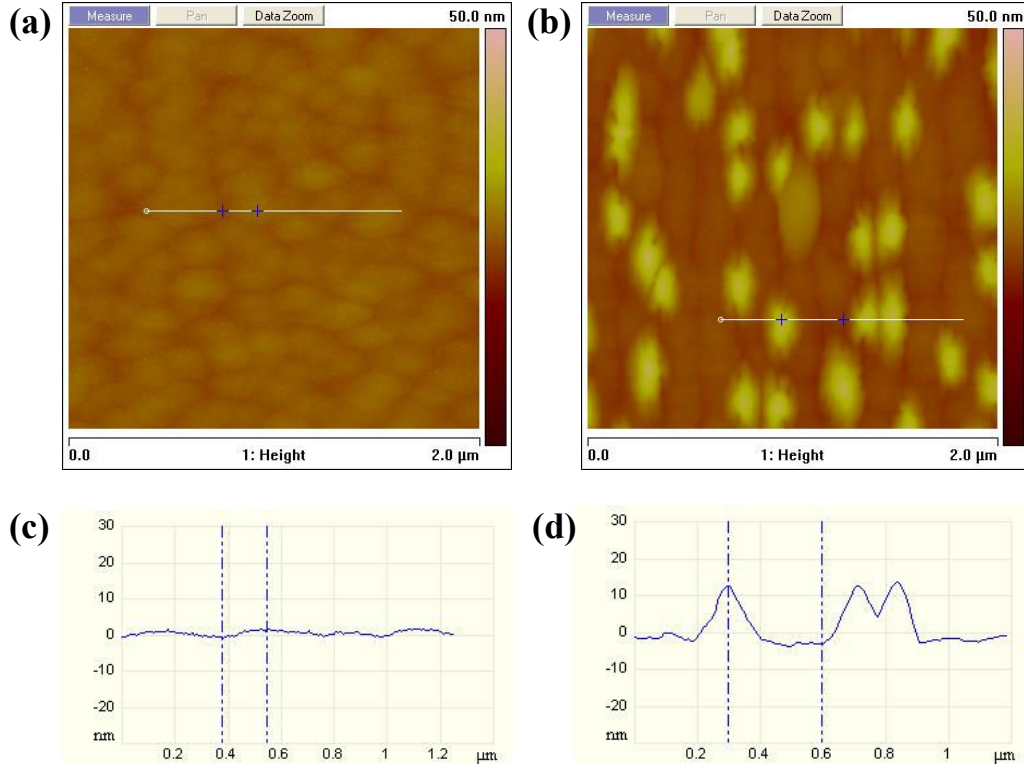 (a)
Measure Pan Data Zoom 50.0 nm
0.0 1: Height 2.0 µm
(b)
Measure Pan Data Zoom 50.0 nm
0.0 1: Height 2.0 µm
(c)
30
20
10
0
-10
-20
nm
0.2 0.4 0.6 0.8 1.0 1.2 µm
(d)
30
20
10
0
-10
-20
nm
0.2 0.4 0.6 0.8 1 µm